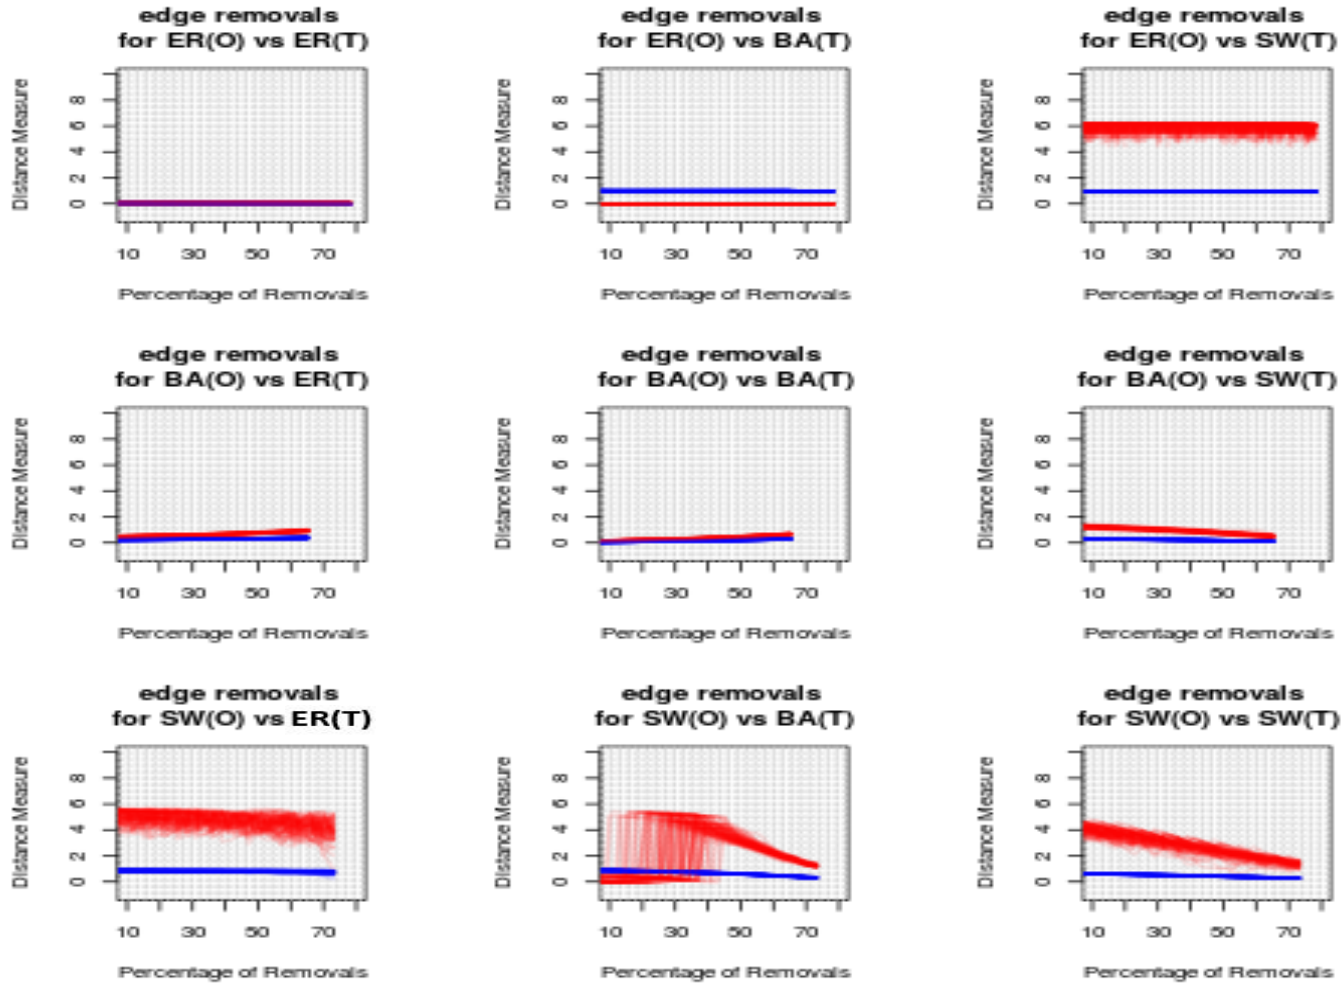 edge removals
for ER(O) vs ER(T)
Distance Measure
8
6
4
2
0
10 30 50 70
Percentage of Removals
edge removals
for ER(O) vs BA(T)
Distance Measure
8
6
4
2
0
10 30 50 70
Percentage of Removals
edge removals
for ER(O) vs SW(T)
Distance Measure
8
6
4
2
0
10 30 50 70
Percentage of Removals
edge removals
for BA(O) vs ER(T)
Distance Measure
8
6
4
2
0
10 30 50 70
Percentage of Removals
edge removals
for BA(O) vs BA(T)
Distance Measure
8
6
4
2
0
10 30 50 70
Percentage of Removals
edge removals
for BA(O) vs SW(T)
Distance Measure
8
6
4
2
0
10 30 50 70
Percentage of Removals
edge removals
for SW(O) vs ER(T)
Distance Measure
8
6
4
2
0
10 30 50 70
Percentage of Removals
edge removals
for SW(O) vs BA(T)
Distance Measure
8
6
4
2
0
10 30 50 70
Percentage of Removals
edge removals
for SW(O) vs SW(T)
Distance Measure
8
6
4
2
0
10 30 50 70
Percentage of Removals